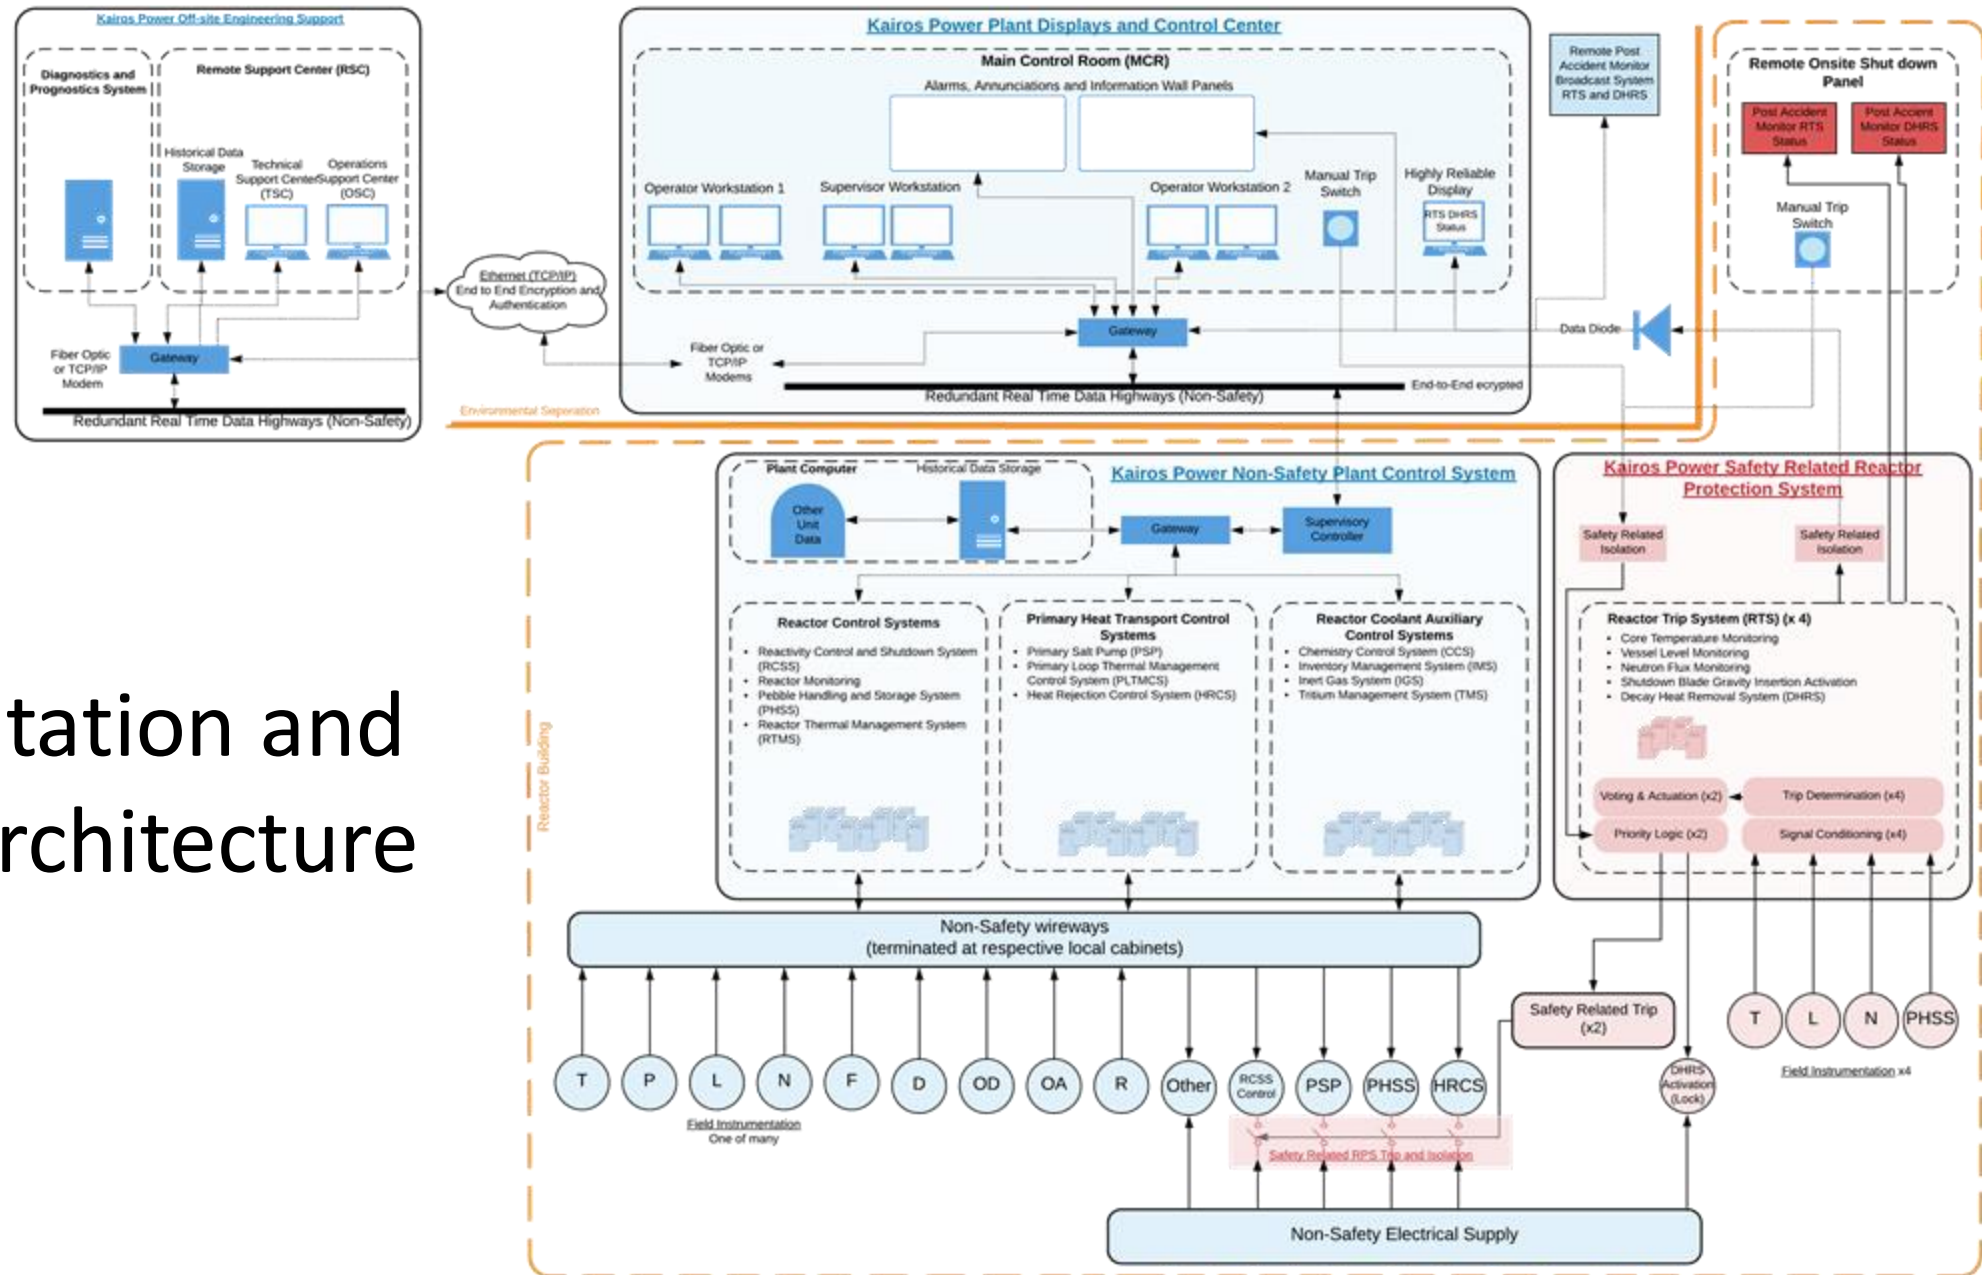 Kairos Power Off-site Engineering Support
Diagnostics and
Prognostics System
Remote Support Center (RSC)
Historical Data
Storage
Technical
Support Center
(TSC)
Operations
Support Center
(OSC)
Fiber Optic
or TCP/IP
Modem
Gateway
Redundant Real Time Data Highways (Non-Safety)
Ethernet (TCP/IP)
End to End Encryption and
Authentication
Kairos Power Plant Displays and Control Center
Main Control Room (MCR)
Alarms, Annunciations and Information Wall Panels
Operator Workstation 1
Supervisor Workstation
Operator Workstation 2
Manual Trip
Switch
Highly Reliable
Display
RTS DHRS
Status
Gateway
Fiber Optic or
TCP/IP
Modems
End-to-End ecrypted
Redundant Real Time Data Highways (Non-Safety)
Remote Post
Accident Monitor
Broadcast System
RTS and DHRS
Data Diode
Remote Onsite Shut down
Panel
Post Accident
Monitor RTS
Status
Post Accient
Monitor DHRS
Status
Manual Trip
Switch
Environmental Seperation
Reactor Building
tation and
rchitecture
Plant Computer
Historical Data Storage
Other
Unit
Data
Kairos Power Non-Safety Plant Control System
Gateway
Supervisory
Controller
Reactor Control Systems
• Reactivity Control and Shutdown System
(RCSS)
• Reactor Monitoring
• Pebble Handling and Storage System
(PHSS)
• Reactor Thermal Management System
(RTMS)
Primary Heat Transport Control
Systems
• Primary Salt Pump (PSP)
• Primary Loop Thermal Management
Control System (PLTMCS)
• Heat Rejection Control System (HRCS)
Reactor Coolant Auxiliary
Control Systems
• Chemistry Control System (CCS)
• Inventory Management System (IMS)
• Inert Gas System (IGS)
• Tritium Management System (TMS)
Kairos Power Safety Related Reactor
Protection System
Safety Related
Isolation
Safety Related
Isolation
Reactor Trip System (RTS) (x 4)
• Core Temperature Monitoring
• Vessel Level Monitoring
• Neutron Flux Monitoring
• Shutdown Blade Gravity Insertion Activation
• Decay Heat Removal System (DHRS)
Voting & Actuation (x2)
Trip Determination (x4)
Priority Logic (x2)
Signal Conditioning (x4)
Non-Safety wireways
(terminated at respective local cabinets)
T
P
L
N
F
D
OD
OA
R
Other
RCSS
Control
PSP
PHSS
HRCS
Field Instrumentation
One of many
Safety Related RPS Trip and Isolation
Safety Related Trip
(x2)
DHRS
Activation
(Lock)
T
L
N
PHSS
Field Instrumentation x4
Non-Safety Electrical Supply